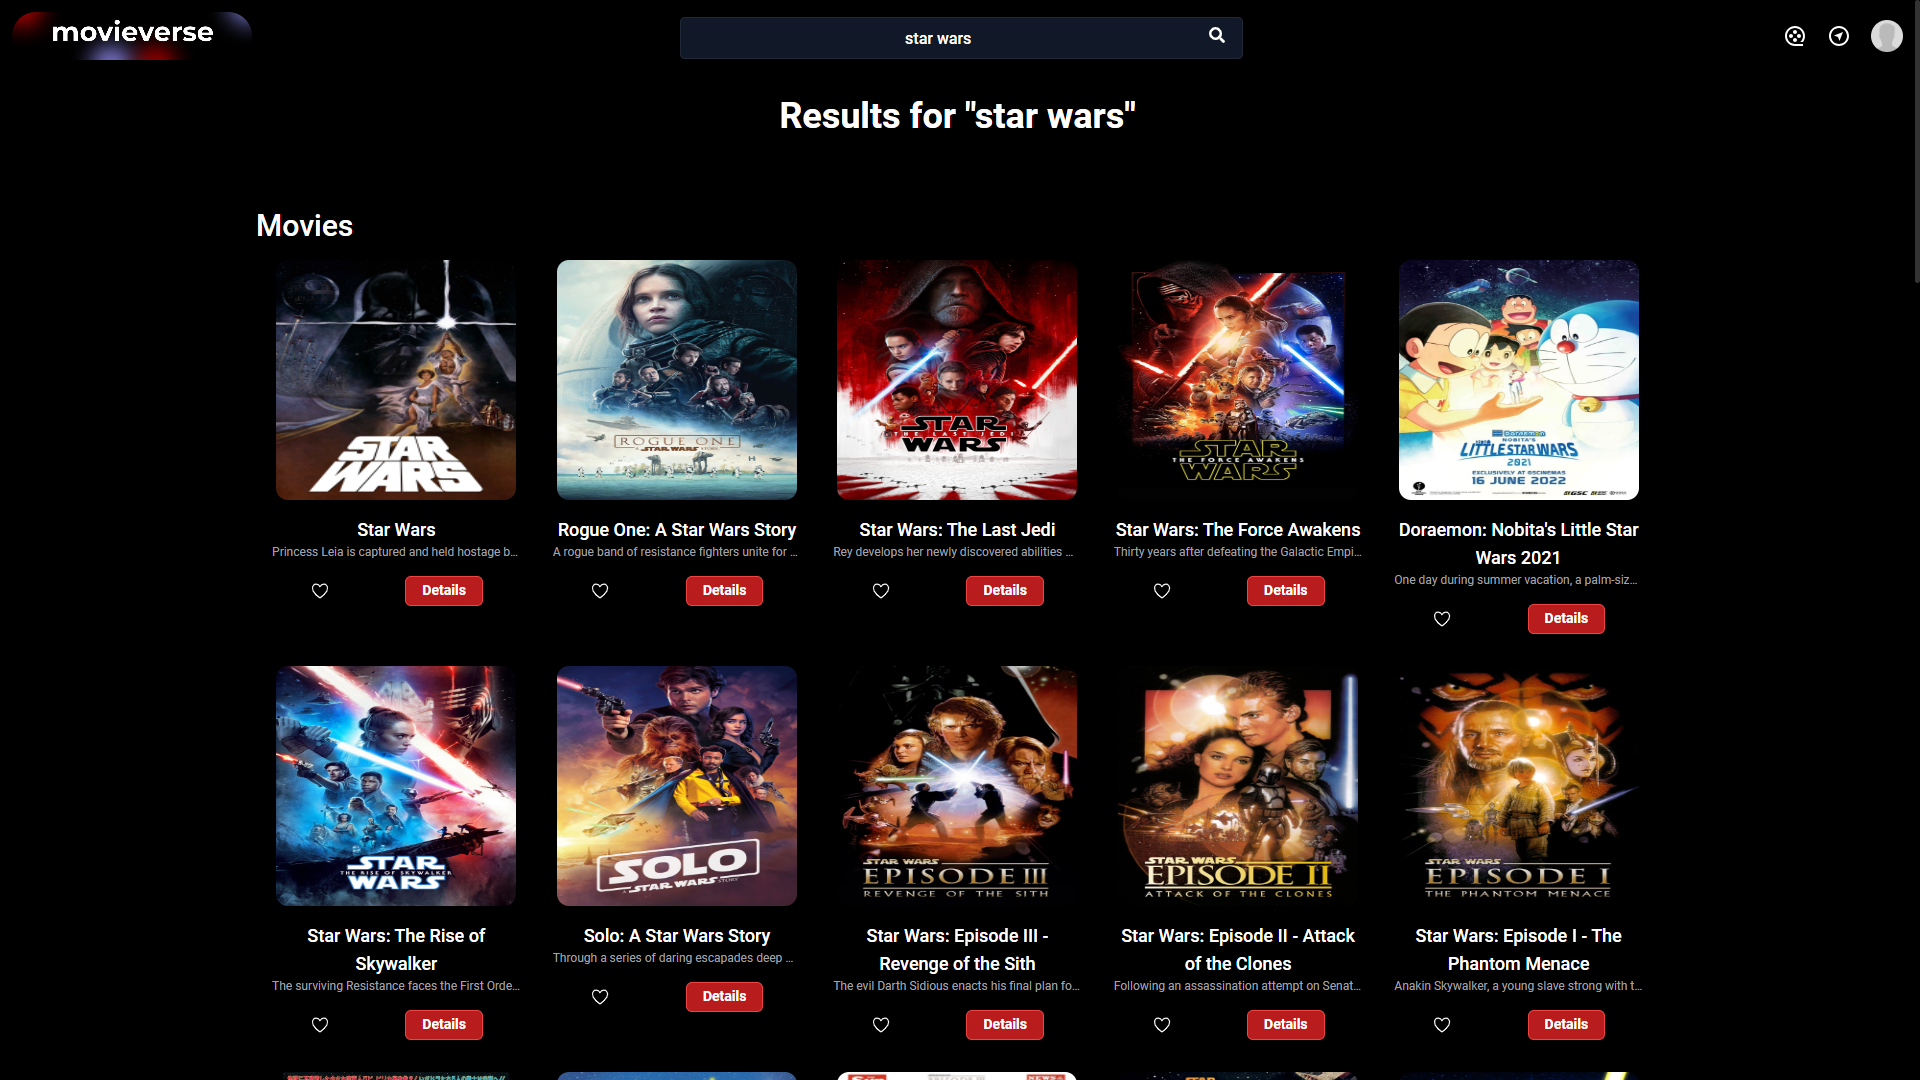 movieverse
star wars
Results for "star wars"
Movies
STAR
WARS
ROGUE ONE
A STAR WARS STORY
STAR
THE LAST JEDI
WARS
STAR
THE FORCE AWAKENS
WARS
DORAEMON
NOBITA'S
LITTLE STAR WARS
2021
EXCLUSIVELY AT GSCINEMAS
16 JUNE 2022
GSC
Star Wars
Princess Leia is captured and held hostage b...
Details
Rogue One: A Star Wars Story
A rogue band of resistance fighters unite for ...
Details
Star Wars: The Last Jedi
Rey develops her newly discovered abilities ...
Details
Star Wars: The Force Awakens
Thirty years after defeating the Galactic Empi...
Details
Doraemon: Nobita's Little Star
Wars 2021
One day during summer vacation, a palm-siz...
Details
STAR
THE RISE OF SKYWALKER
WARS
SOLO
A STAR WARS STORY
STAR WARS
EPISODE III
REVENGE OF THE SITH
STAR WARS
EPISODE II
ATTACK OF THE CLONES
STAR WARS
EPISODE I
THE PHANTOM MENACE
Star Wars: The Rise of
Skywalker
The surviving Resistance faces the First Orde...
Details
Solo: A Star Wars Story
Through a series of daring escapades deep ...
Details
Star Wars: Episode III -
Revenge of the Sith
The evil Darth Sidious enacts his final plan fo...
Details
Star Wars: Episode II - Attack
of the Clones
Following an assassination attempt on Senat...
Details
Star Wars: Episode I - The
Phantom Menace
Anakin Skywalker, a young slave strong with t...
Details